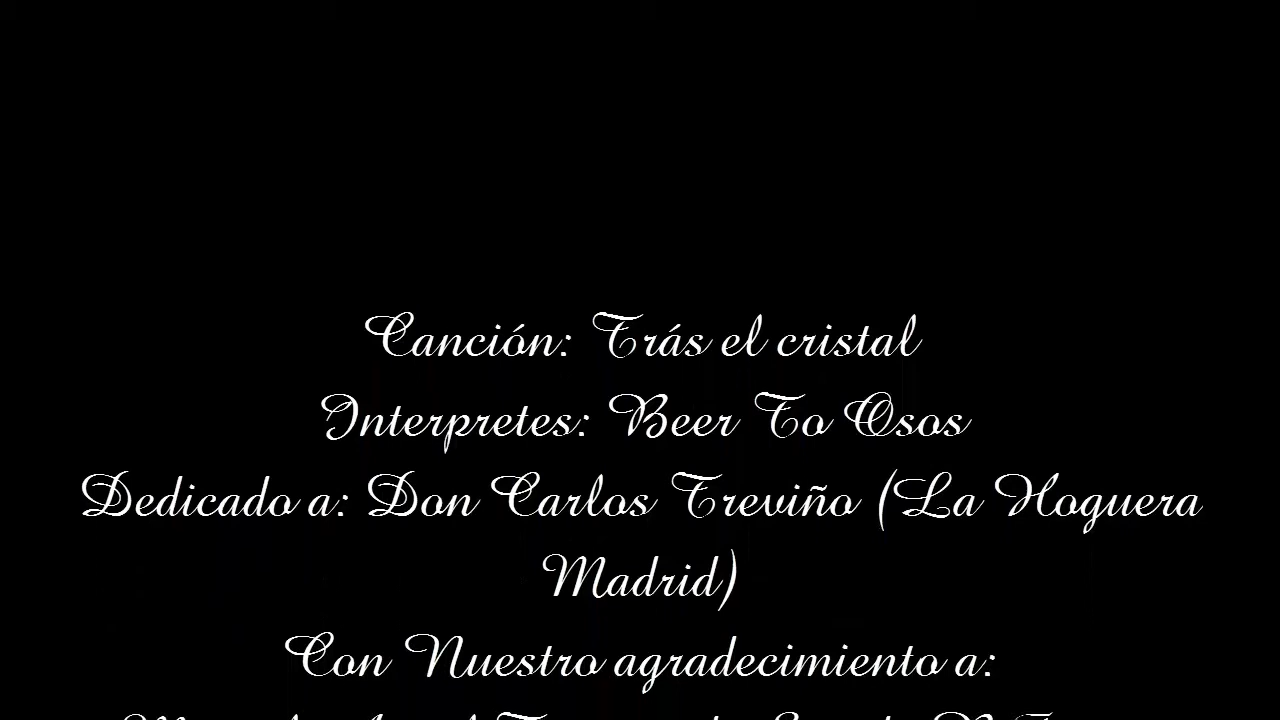 Canción: Trás el cristal
Interpretes: Beer To Osos
Dedicado a: Don Carlos Treviño (La Hoguera
Madrid)
Con Nuestro agradecimiento a: